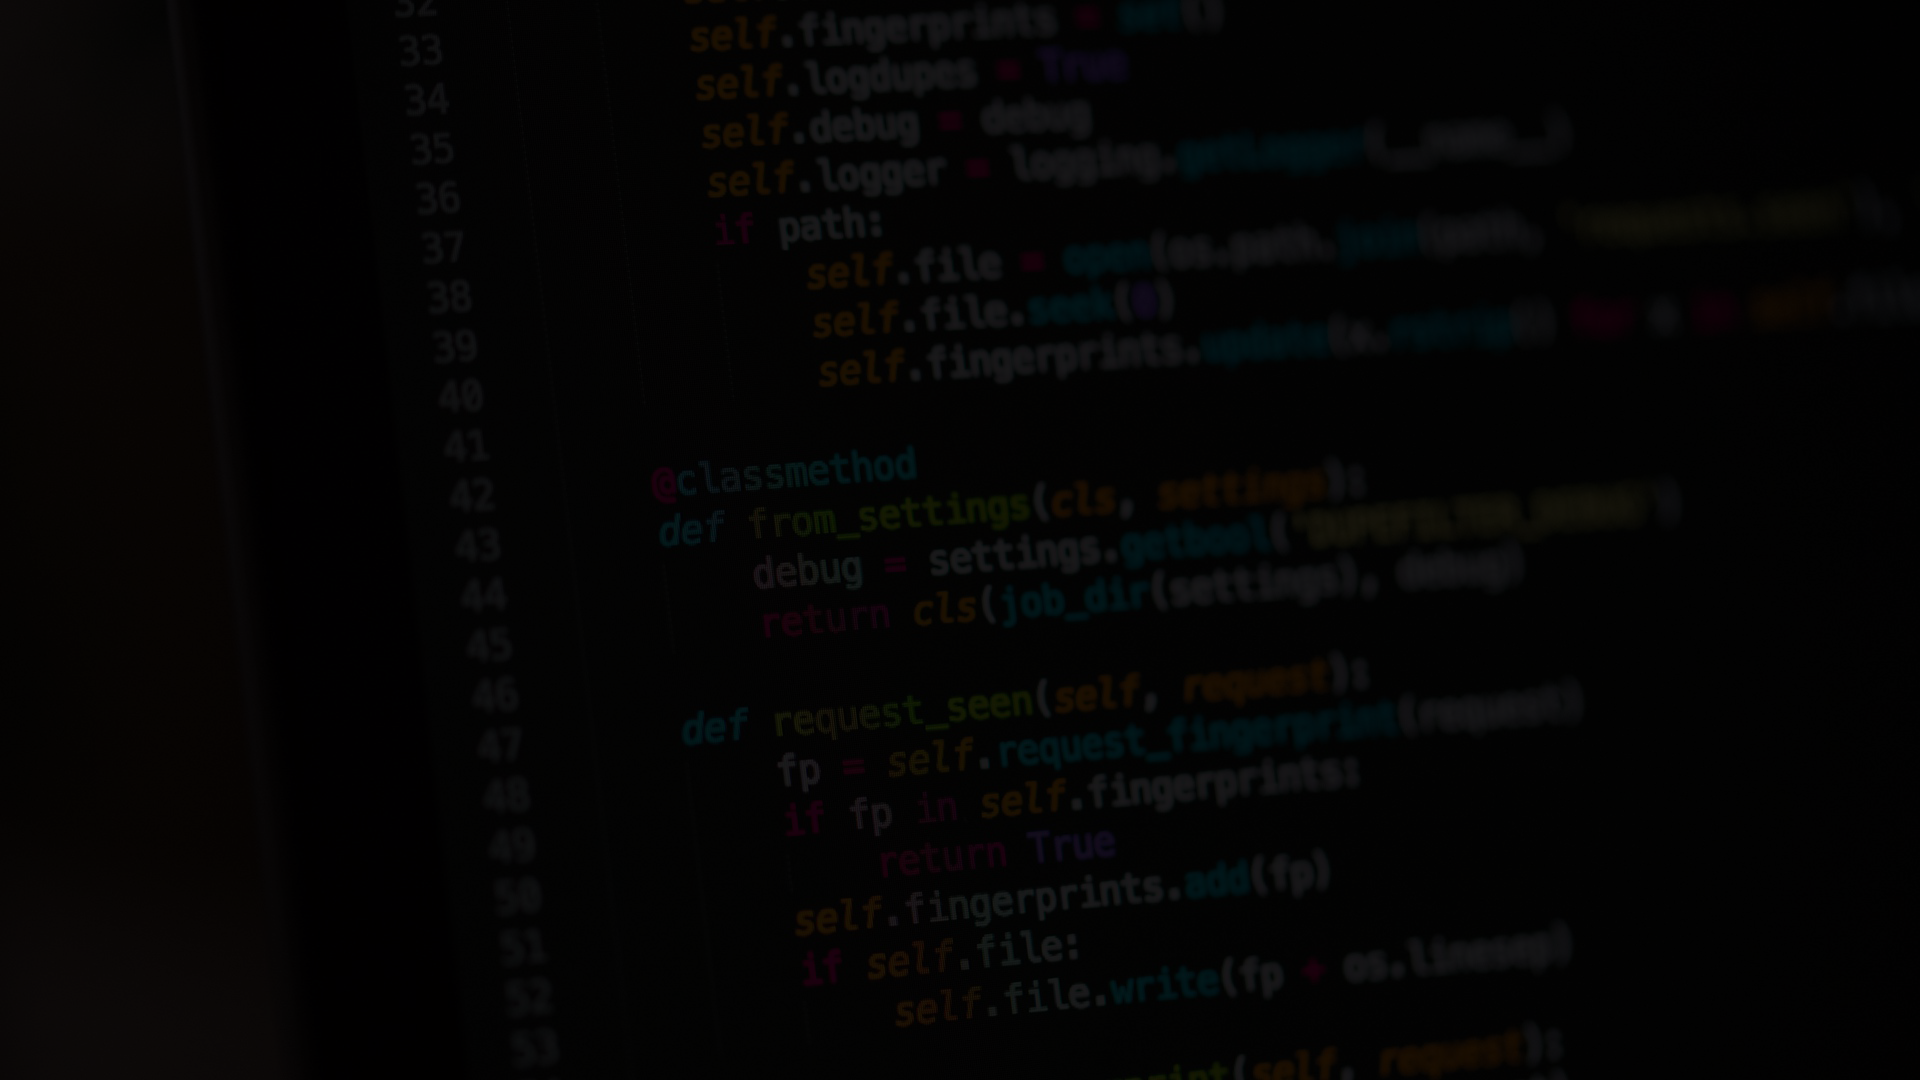 32
33 self.fingerprints = set()
34 self.logdupes = True
35 self.debug = debug
36 self.logger = logging.getLogger(__name__)
37 if path:
38 self.file = open(os.path.join(path, 
39 self.file.seek(0)
40 self.fingerprints.update(x.rstrip() for x in self.
41
42 @classmethod
43 def from_settings(cls, settings):
44 debug = settings.getbool("DUPEFILTER_DEBUG")
45 return cls(job_dir(settings), debug)
46
47 def request_seen(self, request):
48 fp = self.request_fingerprint(request)
49 if fp in self.fingerprints:
50 return True
51 self.fingerprints.add(fp)
52 if self.file:
53 self.file.write(fp + os.linesep)
(self, request):